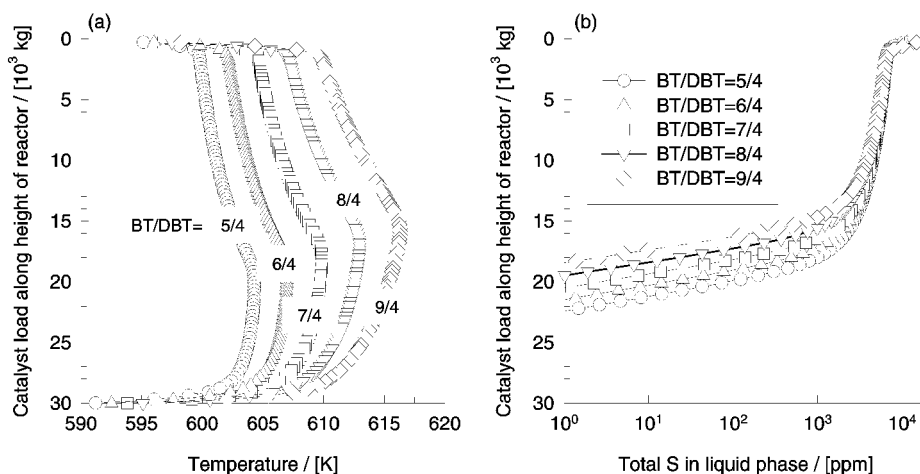 (a)
Catalyst load along height of reactor / [10³ kg]
0
5
10
15
20
25
30
BT/DBT= 5/4
6/4
7/4
8/4
9/4
590 595 600 605 610 615 620
Temperature / [K]
(b)
Catalyst load along height of reactor / [10³ kg]
0
5
10
15
20
25
30
BT/DBT=5/4
BT/DBT=6/4
BT/DBT=7/4
BT/DBT=8/4
BT/DBT=9/4
10⁰ 10¹ 10² 10³ 10⁴
Total S in liquid phase / [ppm]